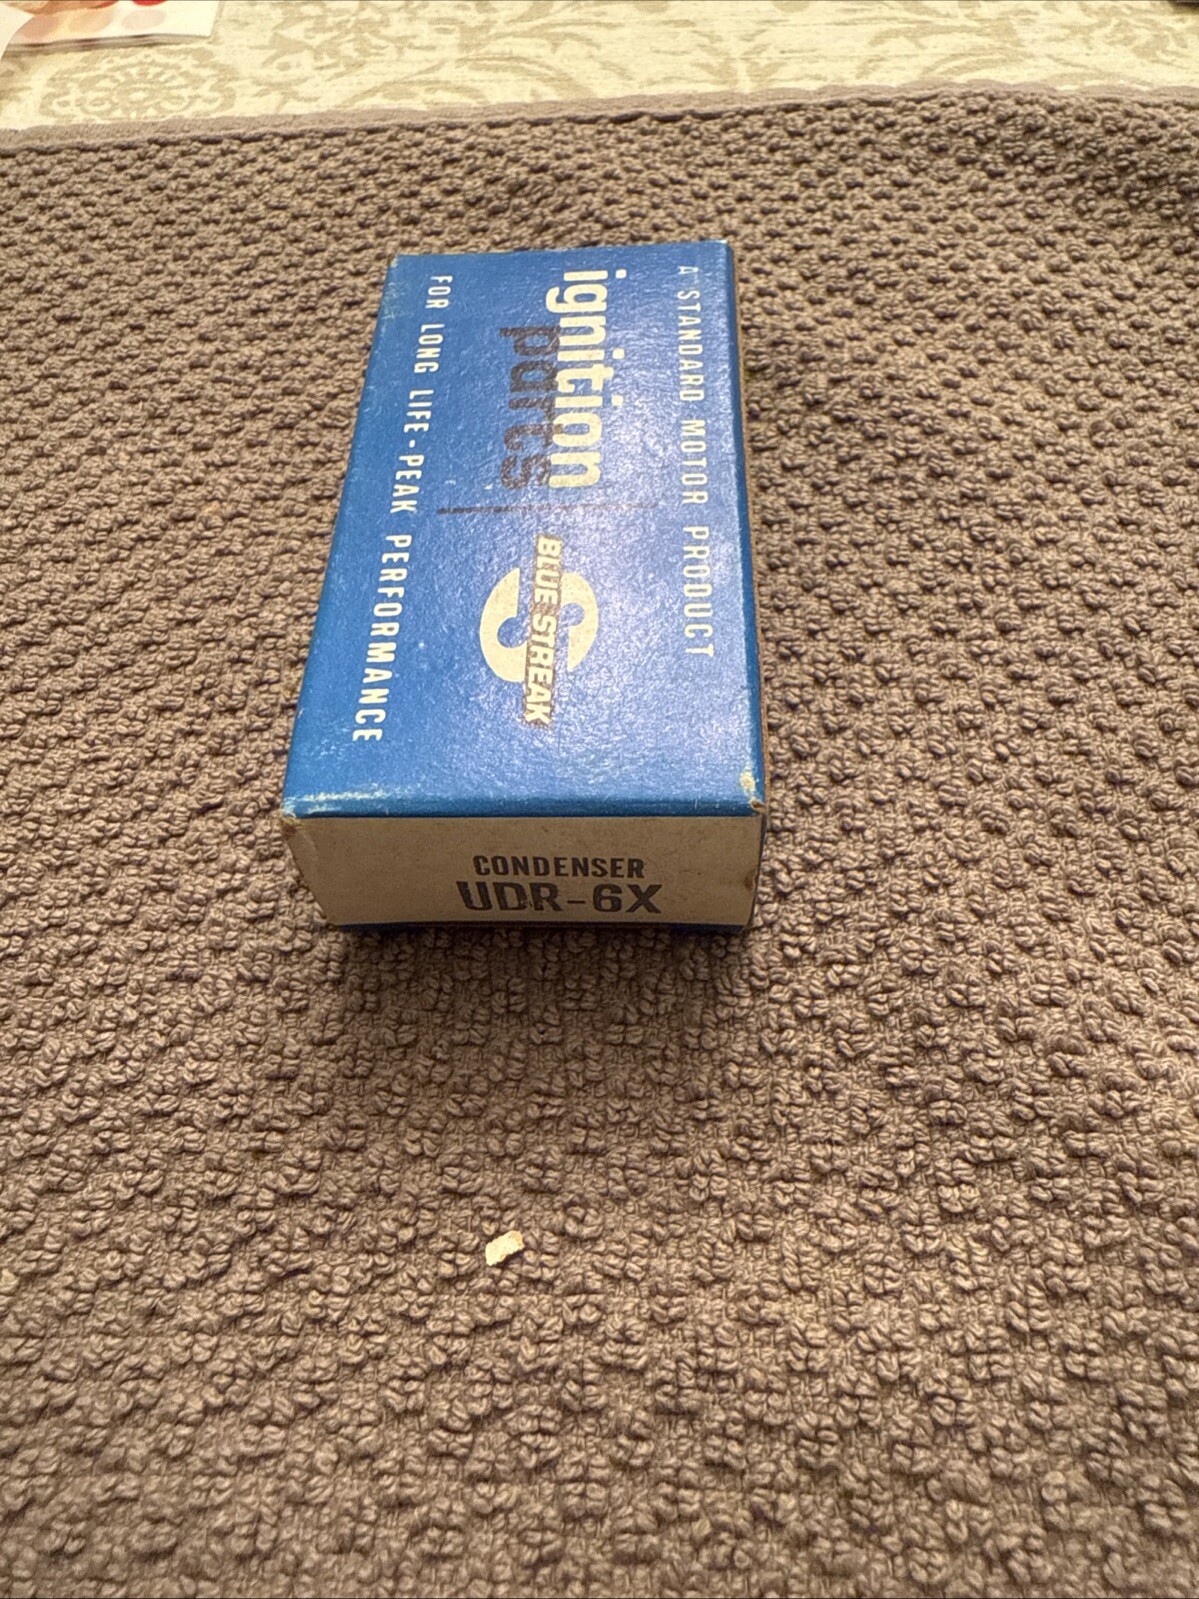 A STANDARD MOTOR PRODUCT
ignition
parts
S
BLUE STREAK
FOR LONG LIFE-PEAK PERFORMANCE
CONDENSER
UDR-6X